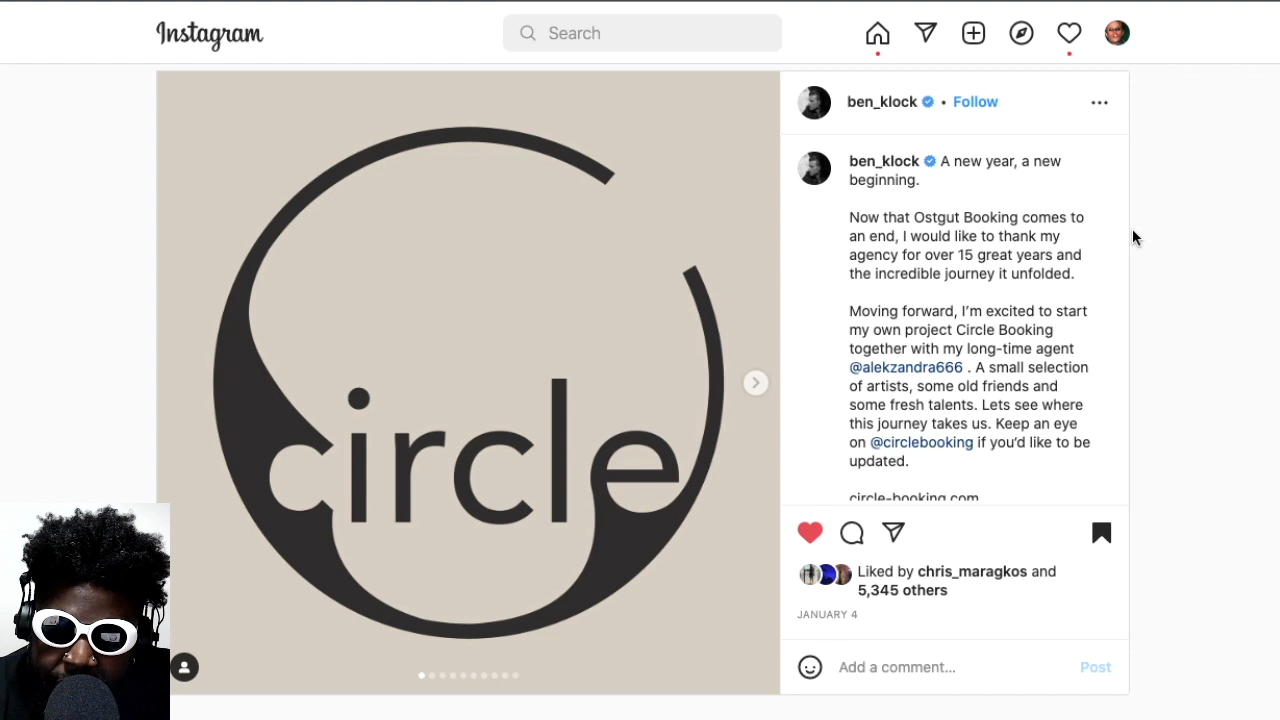 Instagram
Search
ben_klock • Follow
circle
ben_klock A new year, a new
beginning.
Now that Ostgut Booking comes to
an end, I would like to thank my
agency for over 15 great years and
the incredible journey it unfolded.
Moving forward, I’m excited to start
my own project Circle Booking
together with my long-time agent
@alekzandra666 . A small selection
of artists, some old friends and
some fresh talents. Lets see where
this journey takes us. Keep an eye
on @circlebooking if you’d like to be
updated.
circle-booking.com
Liked by chris_maragkos and
5,345 others
JANUARY 4
Add a comment...
Post